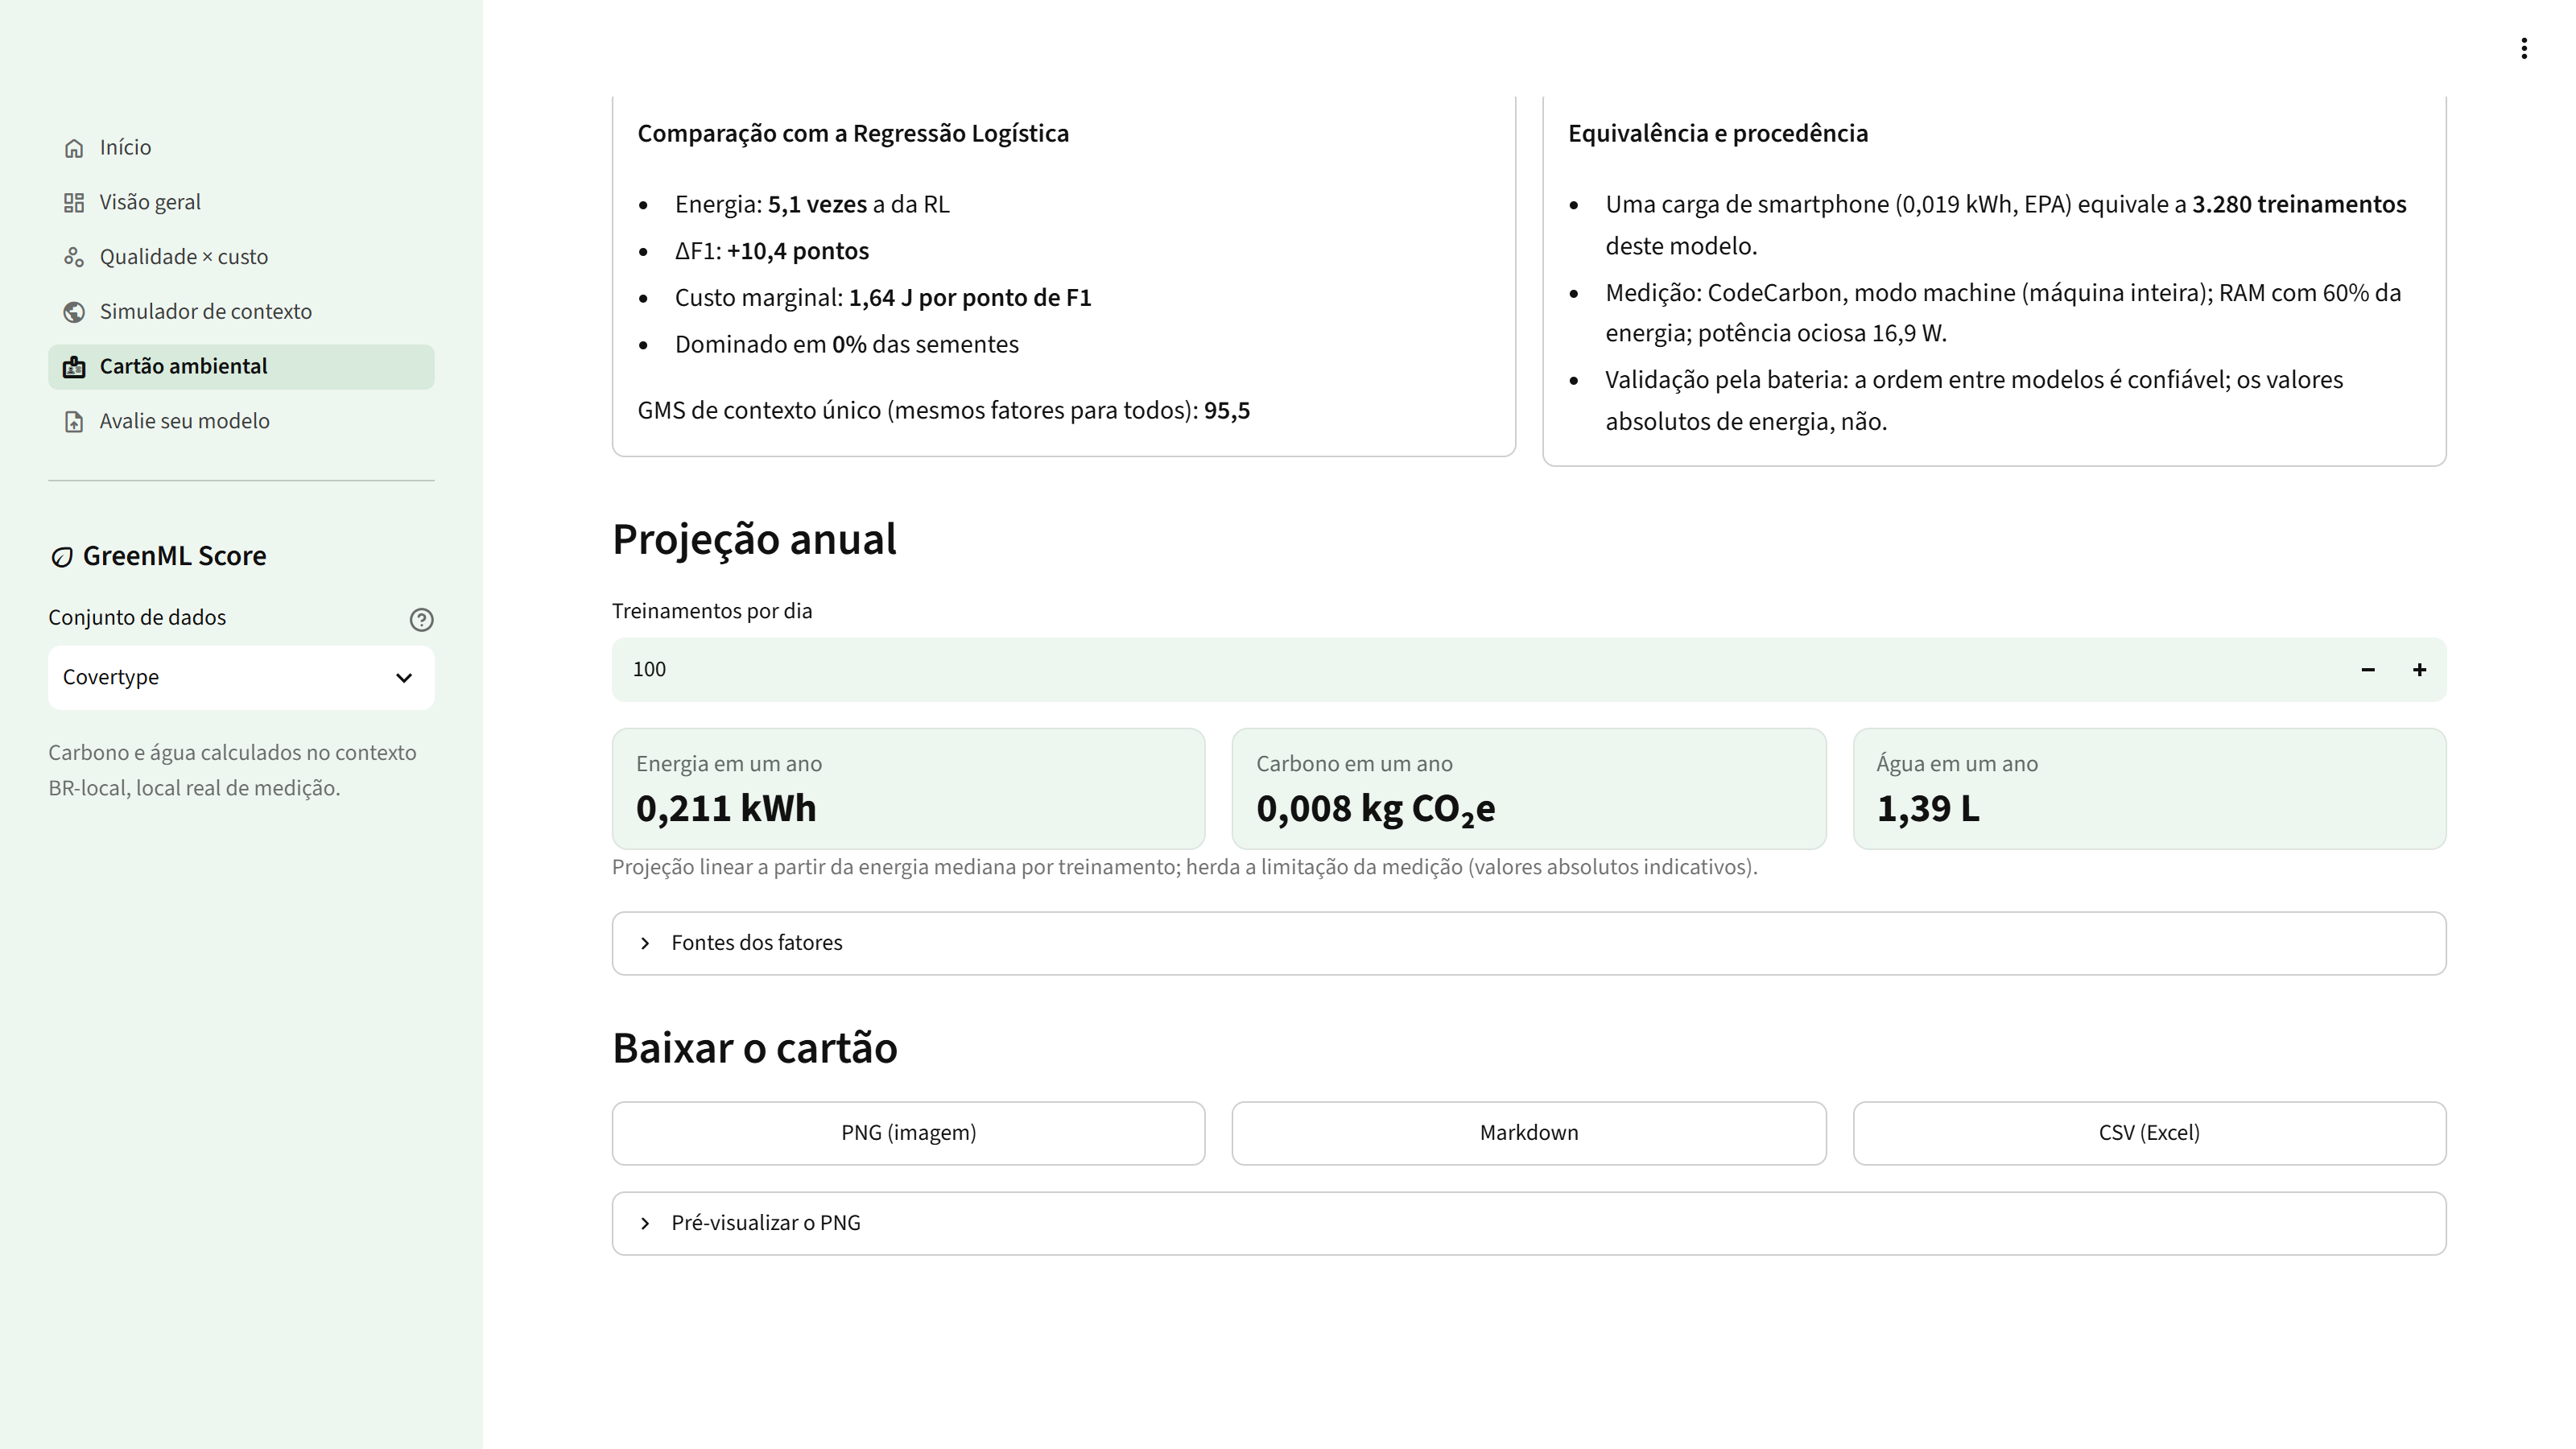 Início
Visão geral
Qualidade × custo
Simulador de contexto
Cartão ambiental
Avalie seu modelo
GreenML Score
Conjunto de dados
Covertype
Carbono e água calculados no contexto
BR-local, local real de medição.
Comparação com a Regressão Logística
• Energia: 5,1 vezes a da RL
• ΔF1: +10,4 pontos
• Custo marginal: 1,64 J por ponto de F1
• Dominado em 0% das sementes
GMS de contexto único (mesmos fatores para todos): 95,5
Equivalência e procedência
• Uma carga de smartphone (0,019 kWh, EPA) equivale a 3.280 treinamentos
deste modelo.
• Medição: CodeCarbon, modo machine (máquina inteira); RAM com 60% da
energia; potência ociosa 16,9 W.
• Validação pela bateria: a ordem entre modelos é confiável; os valores
absolutos de energia, não.
Projeção anual
Treinamentos por dia
100
Energia em um ano
0,211 kWh
Carbono em um ano
0,008 kg CO₂e
Água em um ano
1,39 L
Projeção linear a partir da energia mediana por treinamento; herda a limitação da medição (valores absolutos indicativos).
Fontes dos fatores
Baixar o cartão
PNG (imagem)
Markdown
CSV (Excel)
Pré-visualizar o PNG